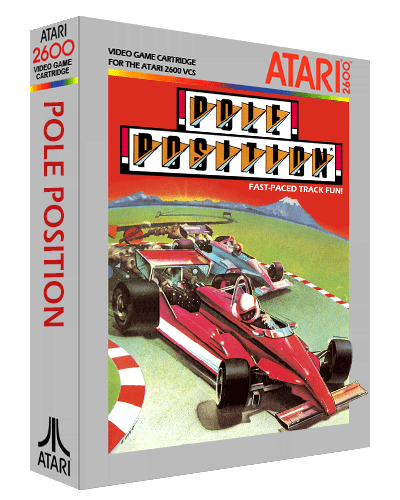 ATARI
2600
VIDEO GAME
CARTRIDGE
POLE POSITION
ATARI
VIDEO GAME CARTRIDGE
FOR THE ATARI 2600 VCS
ATARI 2600™
POLE
POSITION
FAST-PACED TRACK FUN!